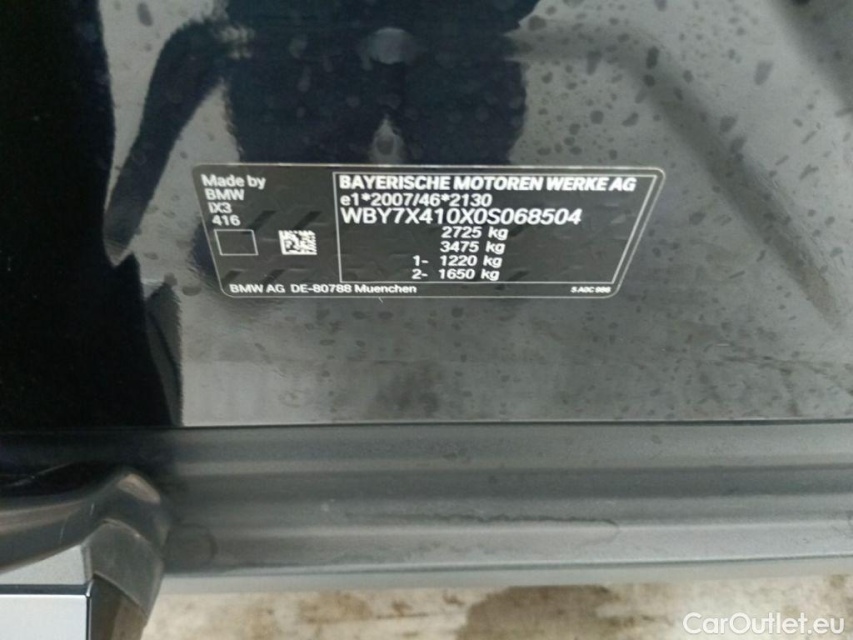 Made by
BMW
iX3
416
BAYERISCHE MOTOREN WERKE AG
e1*2007/46*2130
WBY7X410X0S068504
2725 kg
3475 kg
1- 1220 kg
2- 1650 kg
BMW AG DE-80788 Muenchen
CarOutlet.eu